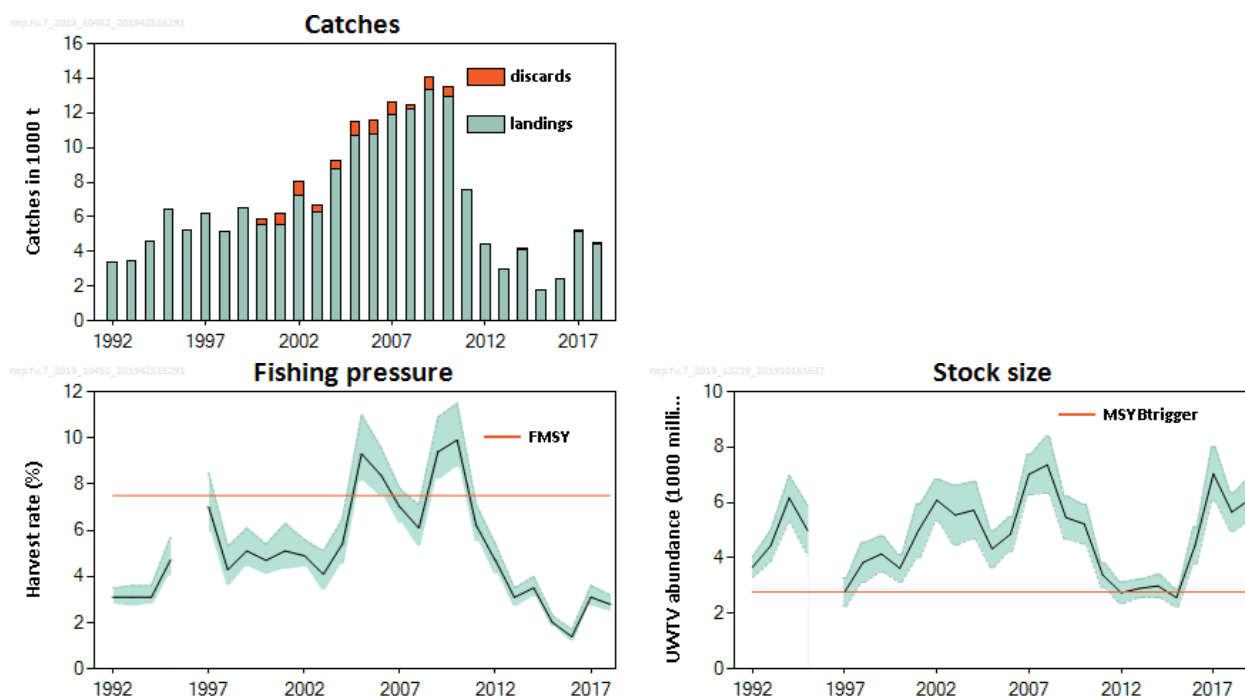 nep.fu.7_2019_10452_201942515291
Catches
16
14
12
10
8
6
4
2
0
Catches in 1000 t
discards
landings
1992 1997 2002 2007 2012 2017
nep.fu.7_2019_10452_201942515291
Fishing pressure
12
10
8
6
4
2
0
Harvest rate (%)
FMSY
1992 1997 2002 2007 2012 2017
nep.fu.7_2019_13219_201910161637
Stock size
10
8
6
4
2
0
UWTV abundance (1000 milli...
MSYBtrigger
1992 1997 2002 2007 2012 2017